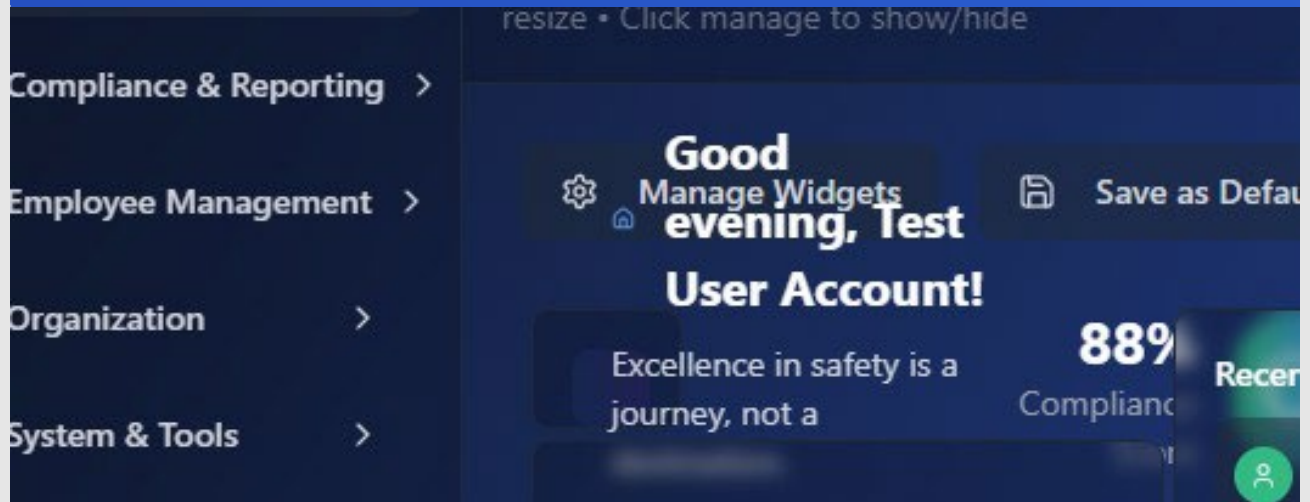 resize • Click manage to show/hide
Compliance & Reporting
Employee Management
Organization
System & Tools
Manage Widgets
Save as Defau
Good
evening, Test
User Account!
Excellence in safety is a
journey, not a
88%
Complianc
Recen